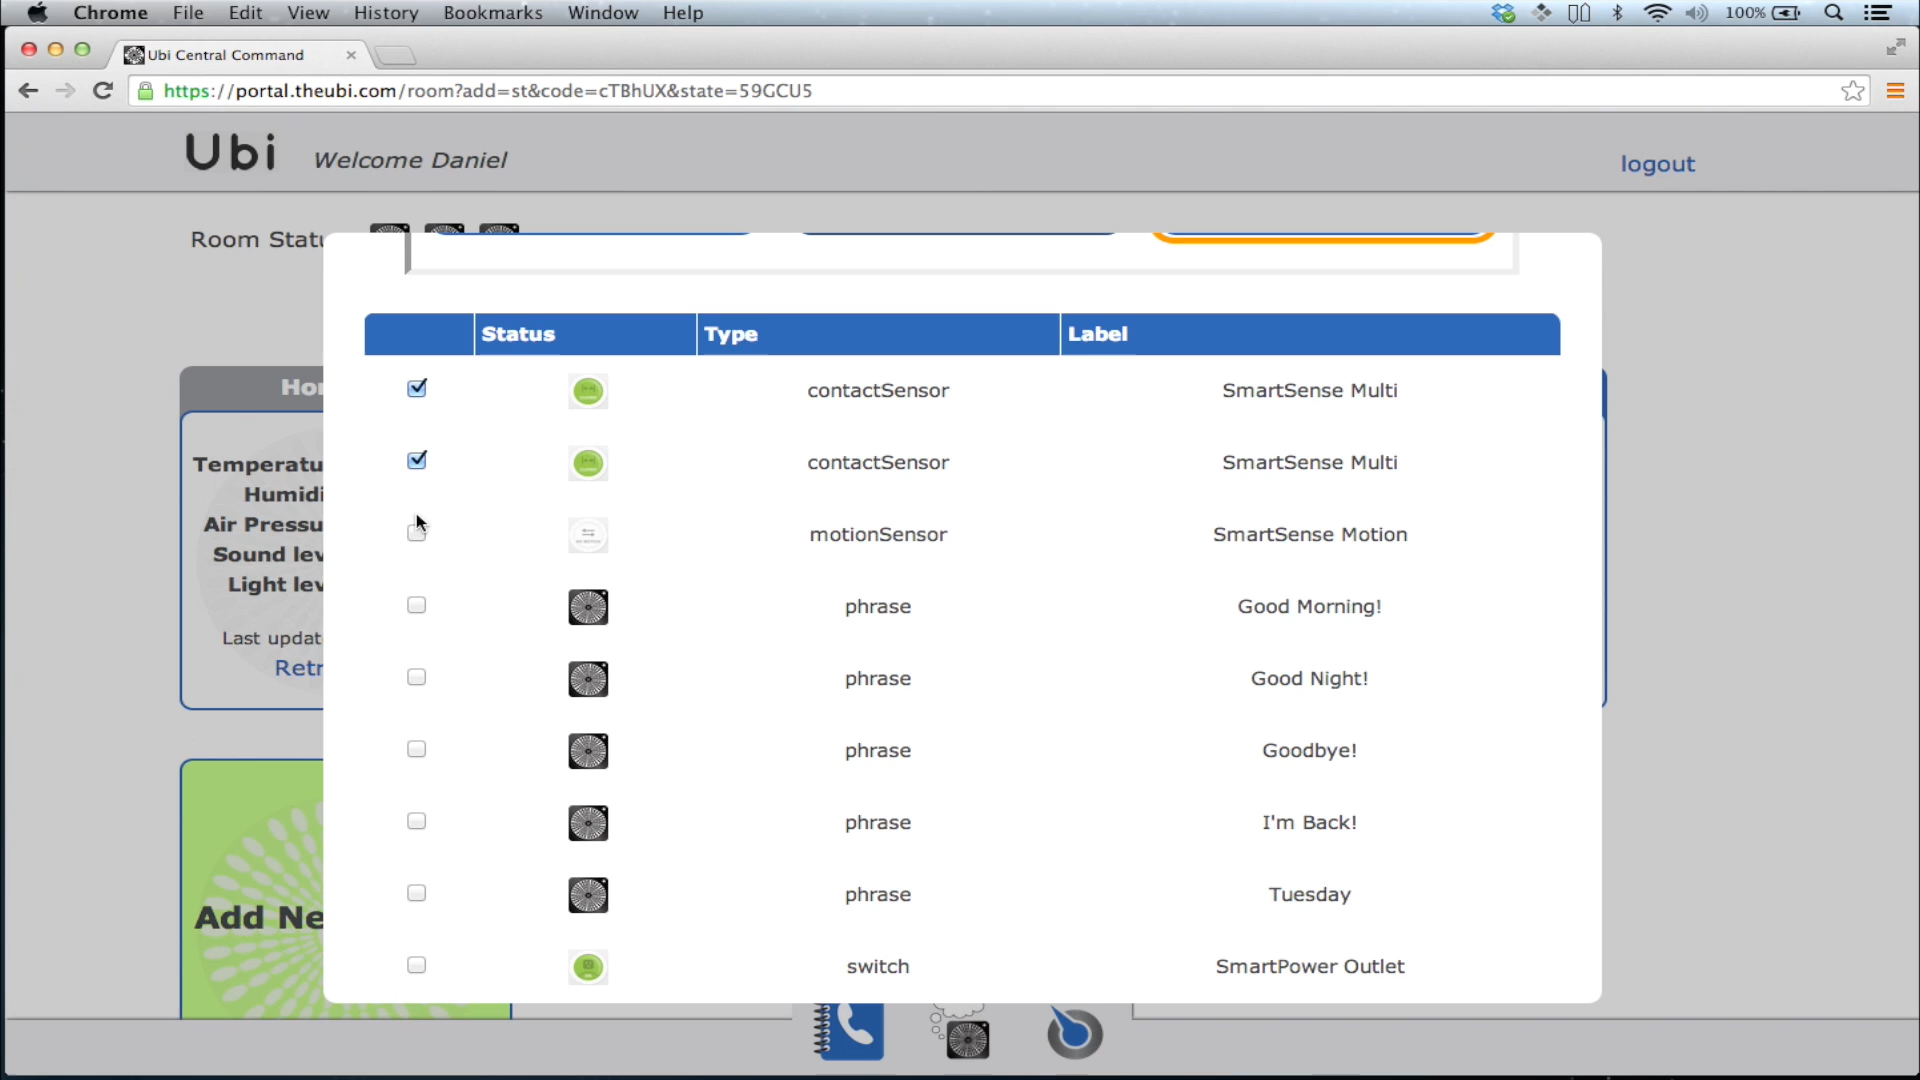 Chrome File Edit View History Bookmarks Window Help 100%
Ubi Central Command
https://portal.theubi.com/room?add=st&code=cTBhUX&state=59GCU5
Ubi Welcome Daniel logout
Room Statu
Status Type Label
contactSensor SmartSense Multi
contactSensor SmartSense Multi
motionSensor SmartSense Motion
phrase Good Morning!
phrase Good Night!
phrase Goodbye!
phrase I'm Back!
phrase Tuesday
switch SmartPower Outlet
Hor
Temperatu
Humidi
Air Pressu
Sound lev
Light lev
Last updat
Retr
Add Ne